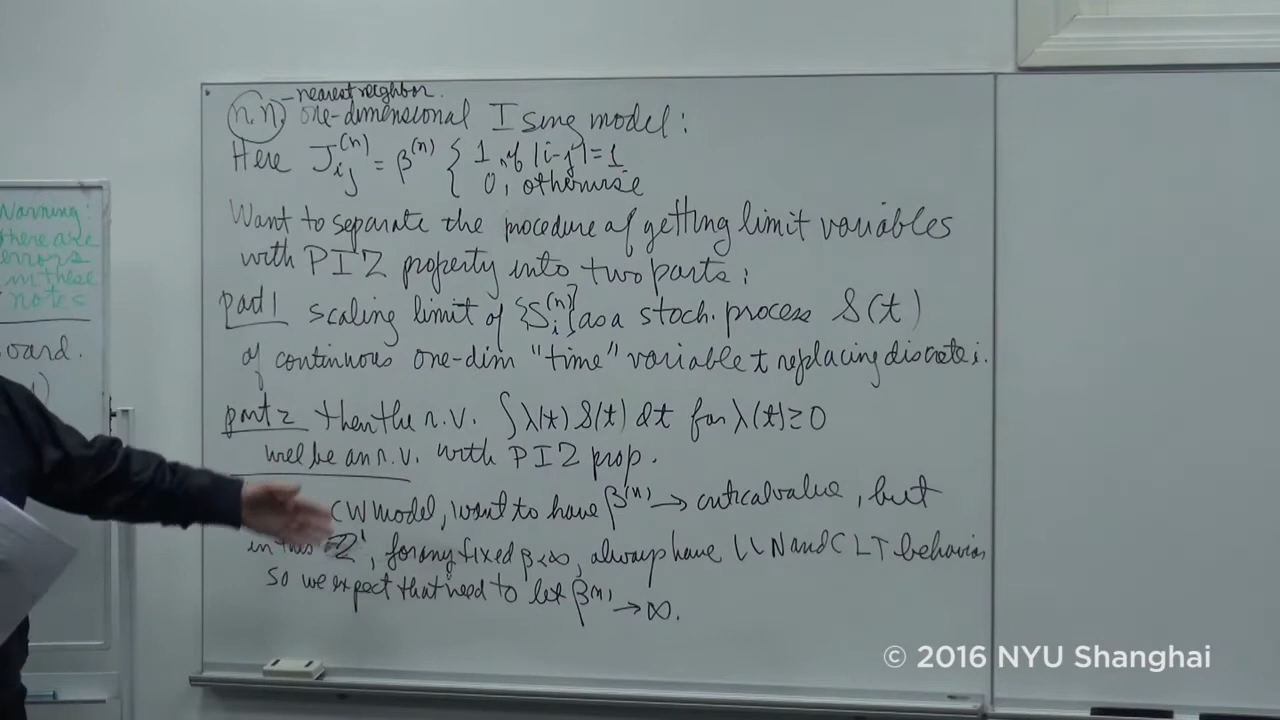 Warning:
there are
errors
in these
notes
oard.
nearest neighbor.
n.n. one-dimensional Ising model:
Here J_{ij}^{(n)} = β^{(n)} { 1, if |i-j|=1
0, otherwise
Want to separate the procedure of getting limit variables
with PIZ property into two parts:
part 1 scaling limit of {S_i^{(n)}} as a stoch. process S(t)
of continuous one-dim "time" variable t replacing discrete i.
part 2 then the r.v. ∫λ(t) S(t) dt for λ(t)≥0
will be an r.v. with PIZ prop.
CW model, want to have β^{(n)} → critical value, but
in this Z^1, for any fixed β<∞, always have LLN and CLT behavior
so we expect that need to let β^{(n)} → ∞.
© 2016 NYU Shanghai